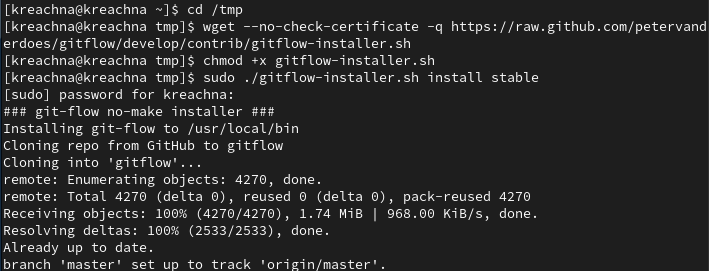 [kreachna@kreachna ~]$ cd /tmp
[kreachna@kreachna tmp]$ wget --no-check-certificate -q https://raw.github.com/petervand
erdoes/gitflow/develop/contrib/gitflow-installer.sh
[kreachna@kreachna tmp]$ chmod +x gitflow-installer.sh
[kreachna@kreachna tmp]$ sudo ./gitflow-installer.sh install stable
[sudo] password for kreachna:
### git-flow no-make installer ###
Installing git-flow to /usr/local/bin
Cloning repo from GitHub to gitflow
Cloning into 'gitflow'...
remote: Enumerating objects: 4270, done.
remote: Total 4270 (delta 0), reused 0 (delta 0), pack-reused 4270
Receiving objects: 100% (4270/4270), 1.74 MiB | 968.00 KiB/s, done.
Resolving deltas: 100% (2533/2533), done.
Already up to date.
branch 'master' set up to track 'origin/master'.